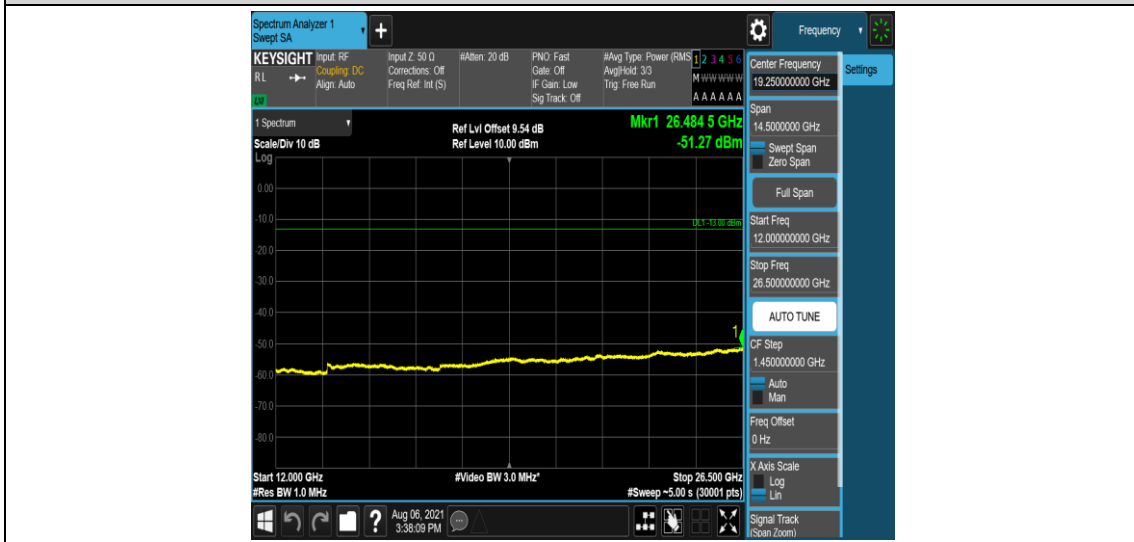 Spectrum Analyzer 1
Swept SA
+
Frequency
KEYSIGHT
RL
LXI
Input: RF
Coupling: DC
Align: Auto
Input Z: 50 Ω
Corrections: Off
Freq Ref: Int (S)
#Atten: 20 dB
PNO: Fast
Gate: Off
IF Gain: Low
Sig Track: Off
#Avg Type: Power (RMS
Avg|Hold: 3/3
Trig: Free Run
1 2 3 4 5 6
M W W W W W
A A A A A A
1 Spectrum
Scale/Div 10 dB
Log
Ref Lvl Offset 9.54 dB
Ref Level 10.00 dBm
Mkr1 26.484 5 GHz
-51.27 dBm
0.00
-10.0
DL1 -13.00 dBm
-20.0
-30.0
-40.0
1
-50.0
-60.0
-70.0
-80.0
Start 12.000 GHz
#Res BW 1.0 MHz
#Video BW 3.0 MHz*
Stop 26.500 GHz
#Sweep ~5.00 s (30001 pts)
Center Frequency
19.250000000 GHz
Settings
Span
14.5000000 GHz
Swept Span
Zero Span
Full Span
Start Freq
12.000000000 GHz
Stop Freq
26.500000000 GHz
AUTO TUNE
CF Step
1.450000000 GHz
Auto
Man
Freq Offset
0 Hz
X Axis Scale
Log
Lin
Signal Track
(Span Zoom)
?
Aug 06, 2021
3:38:09 PM